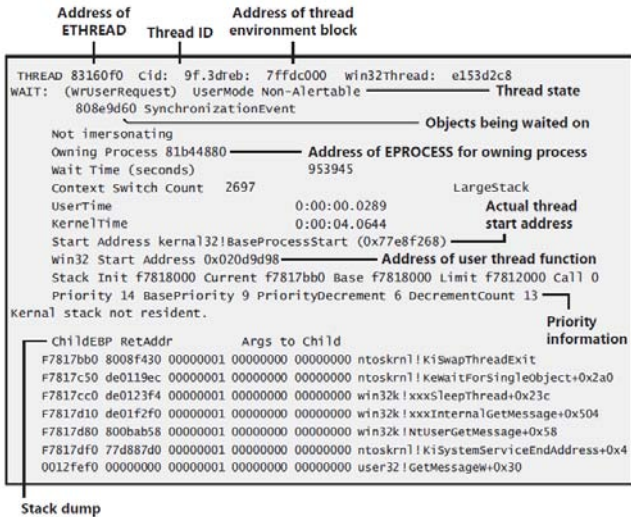 Address of ETHREAD
Thread ID
Address of thread environment block
THREAD 83160f0 Cid: 9f.3dTeb: 7ffdc000 Win32Thread: e153d2c8
WAIT: (WrUserRequest) UserMode Non-Alertable
Thread state
808e9d60 SynchronizationEvent
Objects being waited on
Not imersonating
Owning Process 81b44880
Address of EPROCESS for owning process
Wait Time (seconds) 953945
Context Switch Count 2697 LargeStack
UserTime 0:00:00.0289
KernelTime 0:00:04.0644
Actual thread start address
Start Address kernal32!BaseProcessStart (0x77e8f268)
Win32 Start Address 0x020d9d98
Address of user thread function
Stack Init f7818000 Current f7817bb0 Base f7818000 Limit f7812000 Call 0
Priority 14 BasePriority 9 PriorityDecrement 6 DecrementCount 13
Priority information
Kernal stack not resident.
ChildEBP RetAddr Args to Child
F7817bb0 8008f430 00000001 00000000 00000000 ntoskrnl!KiSwapThreadExit
F7817c50 de0119ec 00000001 00000000 00000000 ntoskrnl!KeWaitForSingleObject+0x2a0
F7817cc0 de0123f4 00000001 00000000 00000000 win32k!xxxSleepThread+0x23c
F7817d10 de01f2f0 00000001 00000000 00000000 win32k!xxxInternalGetMessage+0x504
F7817d80 800bab58 00000001 00000000 00000000 win32k!NtUserGetMessage+0x58
F7817df0 77d887d0 00000001 00000000 00000000 ntoskrnl!KiSystemServiceEndAddress+0x4
0012fef0 00000000 00000001 00000000 00000000 user32!GetMessageW+0x30
Stack dump